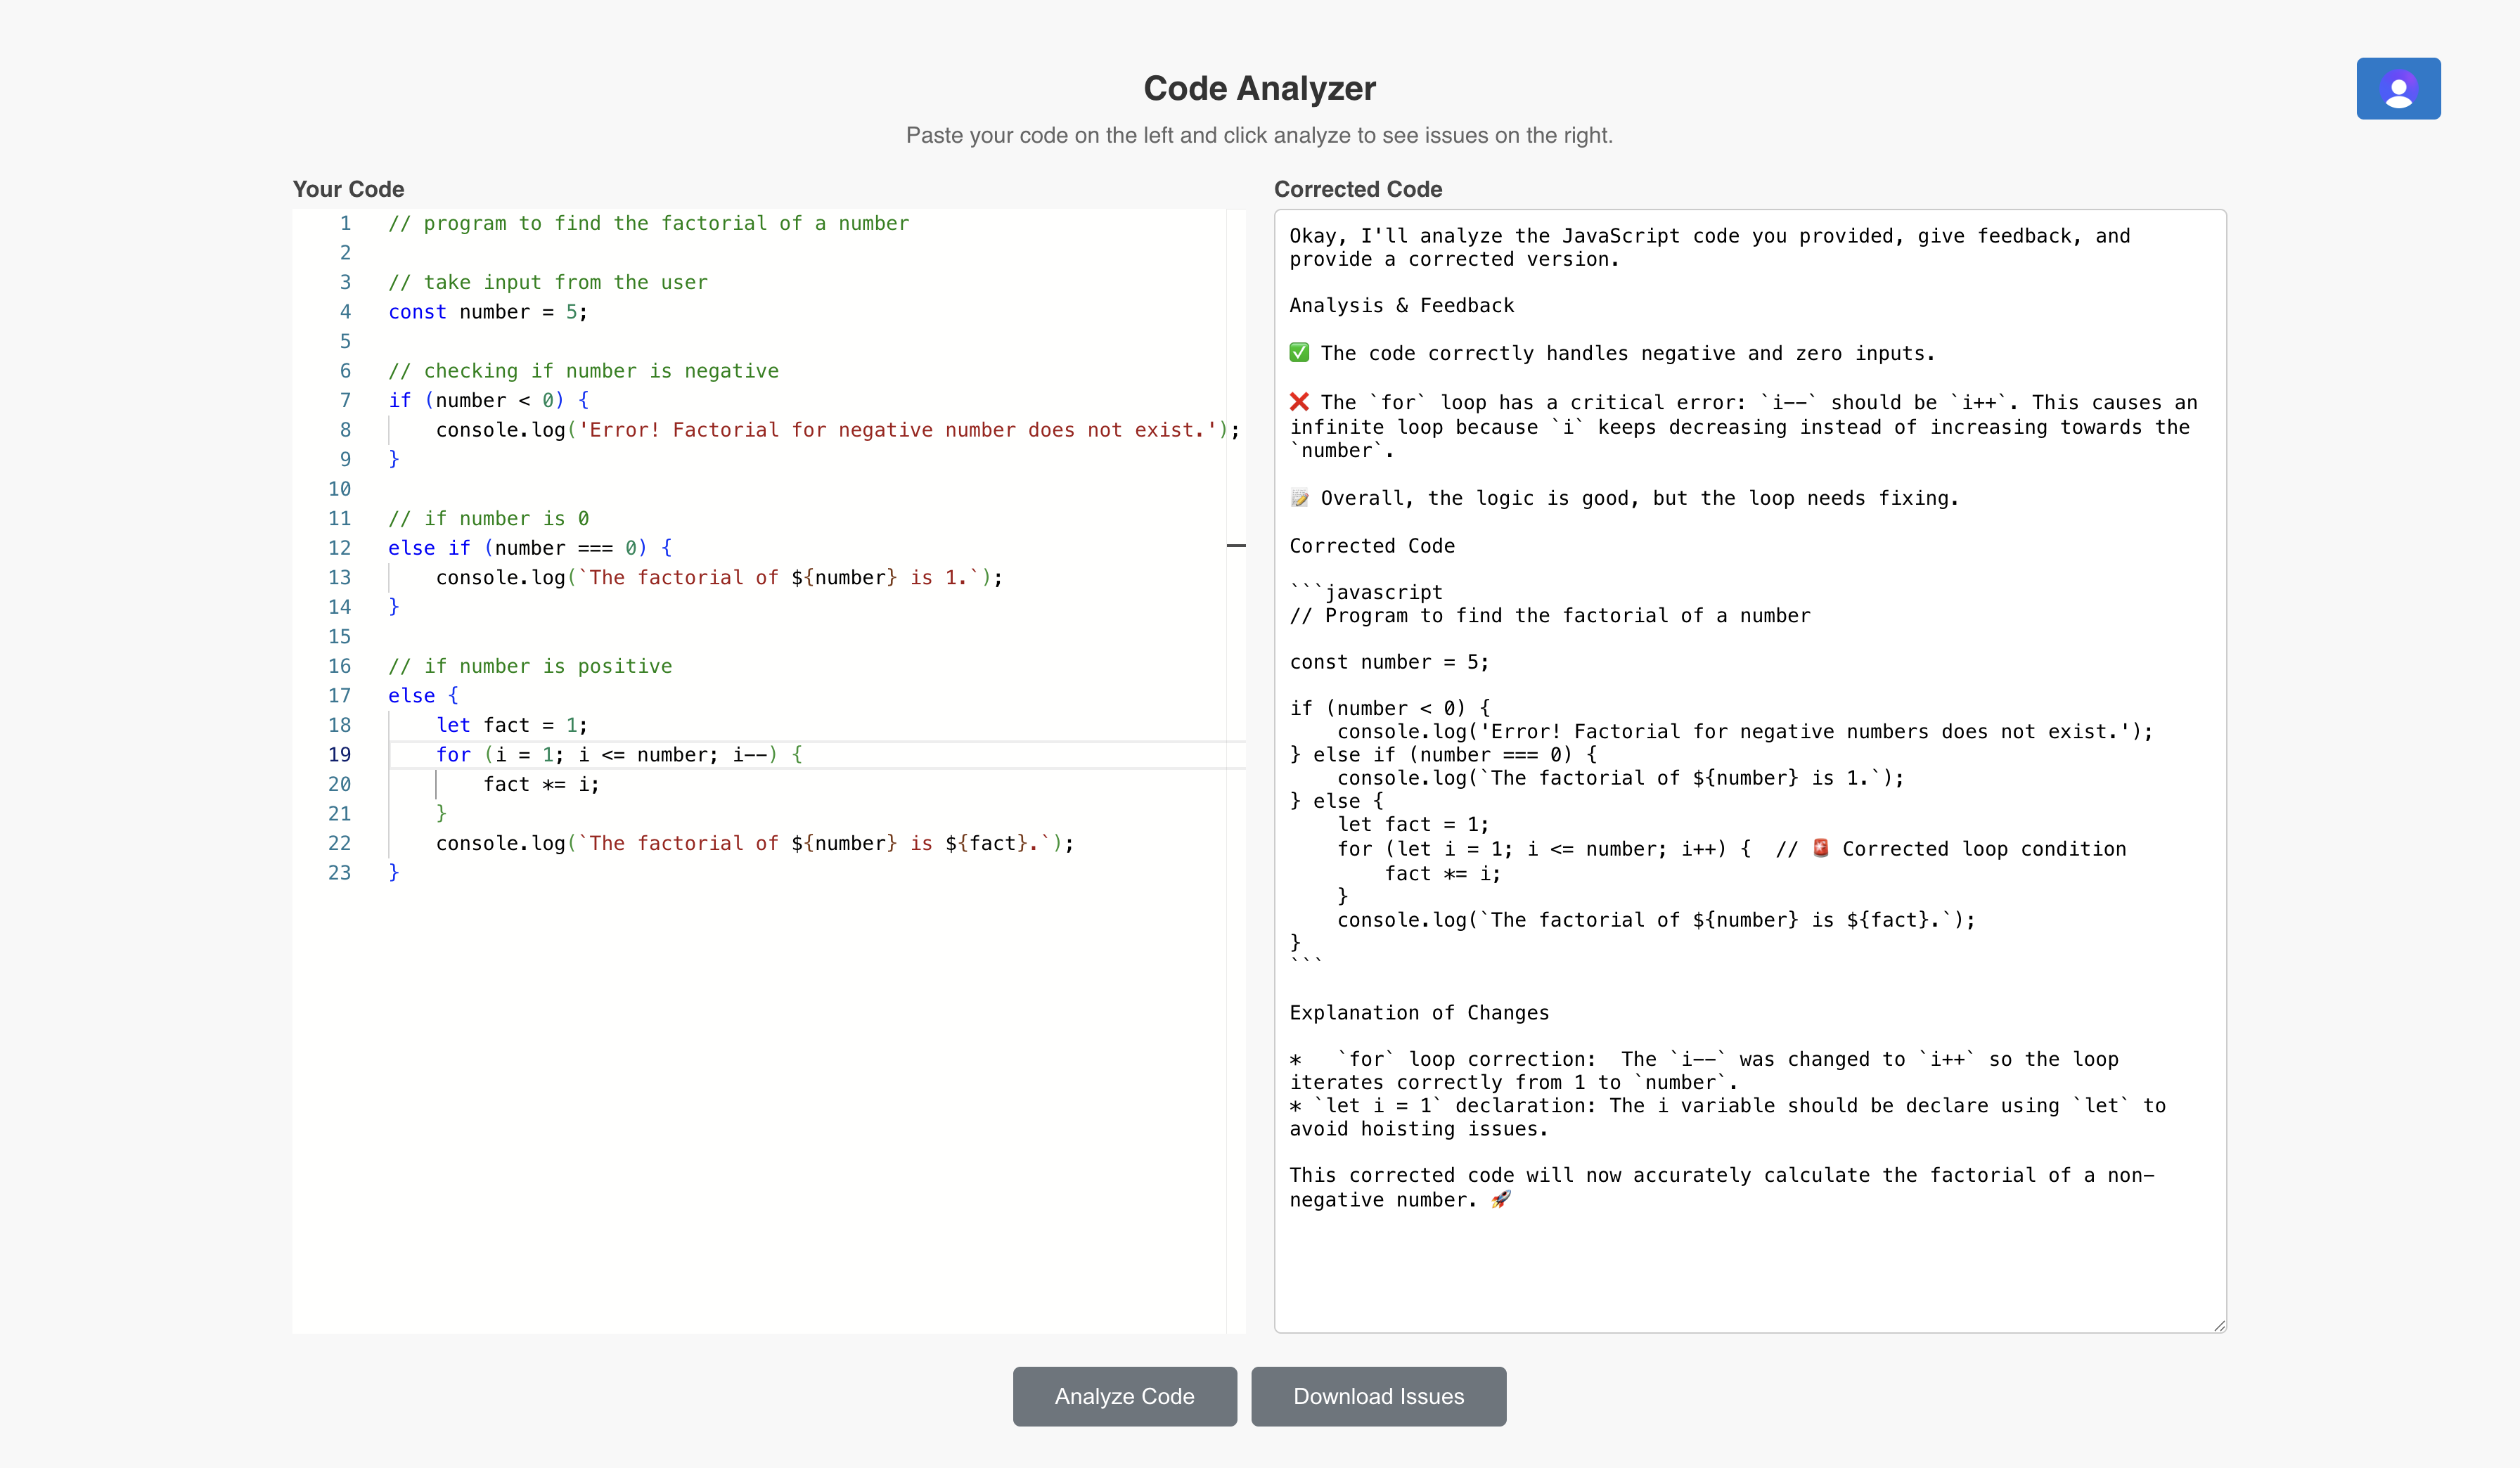 Code Analyzer
Paste your code on the left and click analyze to see issues on the right.
Your Code
1 // program to find the factorial of a number
2
3 // take input from the user
4 const number = 5;
5
6 // checking if number is negative
7 if (number < 0) {
8     console.log('Error! Factorial for negative number does not exist.');
9 }
10
11 // if number is 0
12 else if (number === 0) {
13     console.log(`The factorial of ${number} is 1.`);
14 }
15
16 // if number is positive
17 else {
18     let fact = 1;
19     for (i = 1; i <= number; i--) {
20         fact *= i;
21     }
22     console.log(`The factorial of ${number} is ${fact}.`);
23 }
Corrected Code
Okay, I'll analyze the JavaScript code you provided, give feedback, and
provide a corrected version.
Analysis & Feedback
✅ The code correctly handles negative and zero inputs.
❌ The `for` loop has a critical error: `i--` should be `i++`. This causes an
infinite loop because `i` keeps decreasing instead of increasing towards the
`number`.
📝 Overall, the logic is good, but the loop needs fixing.
Corrected Code
```javascript
// Program to find the factorial of a number
const number = 5;
if (number < 0) {
    console.log('Error! Factorial for negative numbers does not exist.');
} else if (number === 0) {
    console.log(`The factorial of ${number} is 1.`);
} else {
    let fact = 1;
    for (let i = 1; i <= number; i++) {  // 🚨 Corrected loop condition
        fact *= i;
    }
    console.log(`The factorial of ${number} is ${fact}.`);
}
```
Explanation of Changes
*   `for` loop correction:  The `i--` was changed to `i++` so the loop
iterates correctly from 1 to `number`.
* `let i = 1` declaration: The i variable should be declare using `let` to
avoid hoisting issues.
This corrected code will now accurately calculate the factorial of a non-
negative number. 🚀
Analyze Code
Download Issues